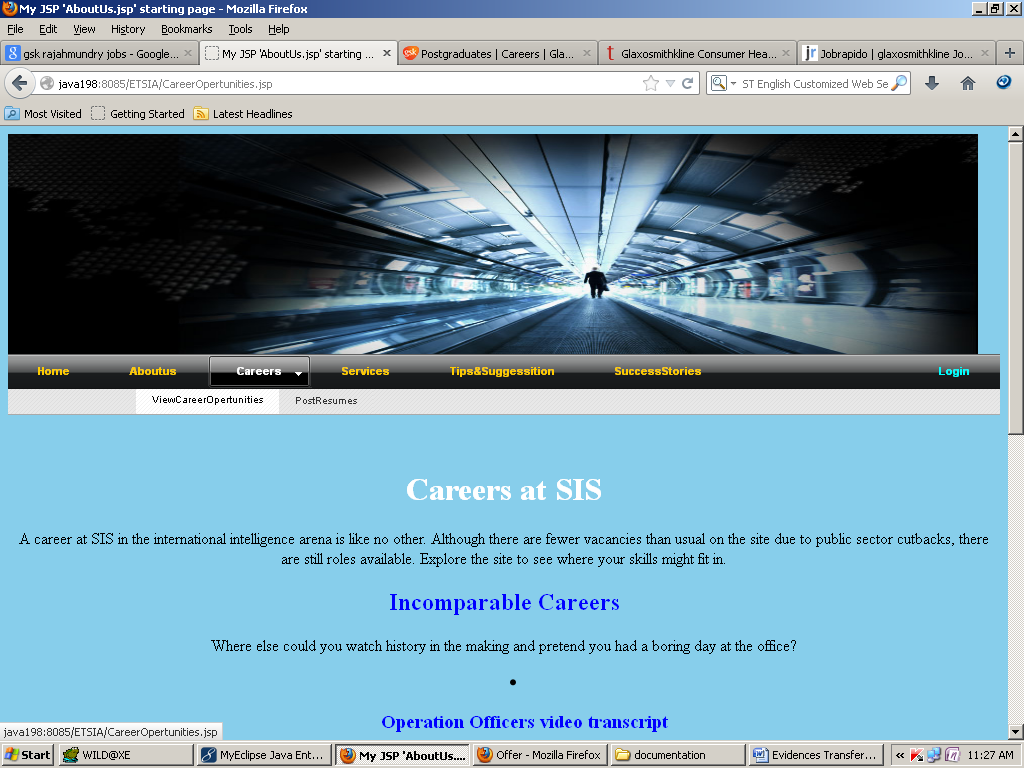 My JSP 'AboutUs.jsp' starting page - Mozilla Firefox
File Edit View History Bookmarks Tools Help
gsk rajahmundry jobs - Google... My JSP 'AboutUs.jsp' starting ... Postgraduates | Careers | Gla... Glaxosmithkline Consumer Hea... Jobrapido | glaxosmithkline Jo...
java198:8085/ETSIA/CareerOpertunities.jsp ST English Customized Web Se
Most Visited Getting Started Latest Headlines
Home Aboutus Careers Services Tips&Suggessition SuccessStories Login
ViewCareerOpertunities PostResumes
Careers at SIS
A career at SIS in the international intelligence arena is like no other. Although there are fewer vacancies than usual on the site due to public sector cutbacks, there
are still roles available. Explore the site to see where your skills might fit in.
Incomparable Careers
Where else could you watch history in the making and pretend you had a boring day at the office?
•
Operation Officers video transcript
java198:8085/ETSIA/CareerOpertunities.jsp
Start WILD@XE MyEclipse Java Ent... My JSP 'AboutUs.... Offer - Mozilla Firefox documentation Evidences Transfer... « 11:27 AM